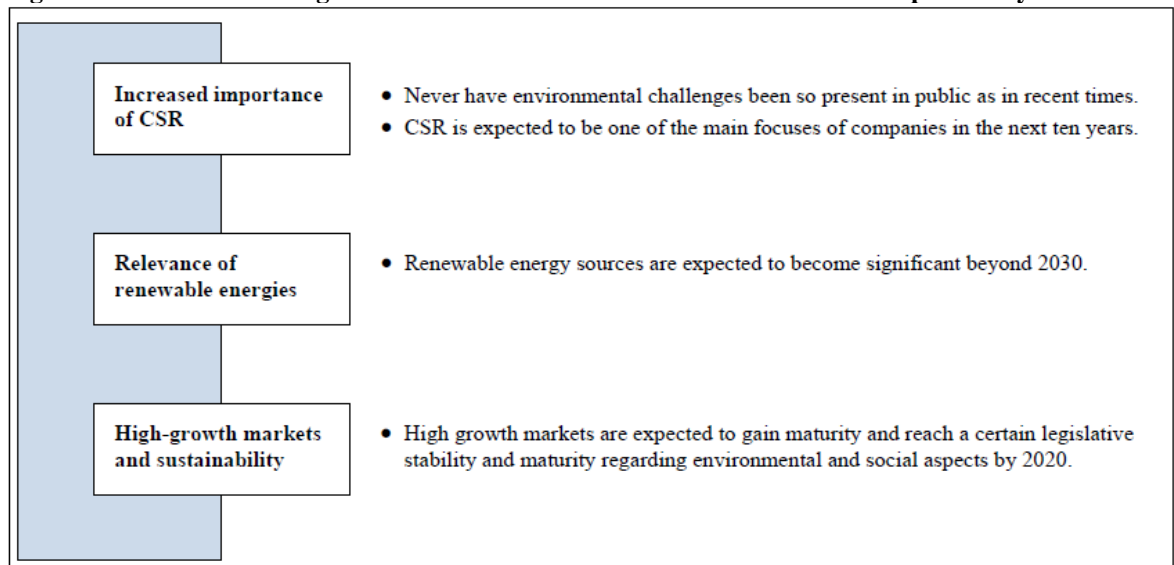 Increased importance
of CSR
• Never have environmental challenges been so present in public as in recent times.
• CSR is expected to be one of the main focuses of companies in the next ten years.
Relevance of
renewable energies
• Renewable energy sources are expected to become significant beyond 2030.
High-growth markets
and sustainability
• High growth markets are expected to gain maturity and reach a certain legislative
stability and maturity regarding environmental and social aspects by 2020.